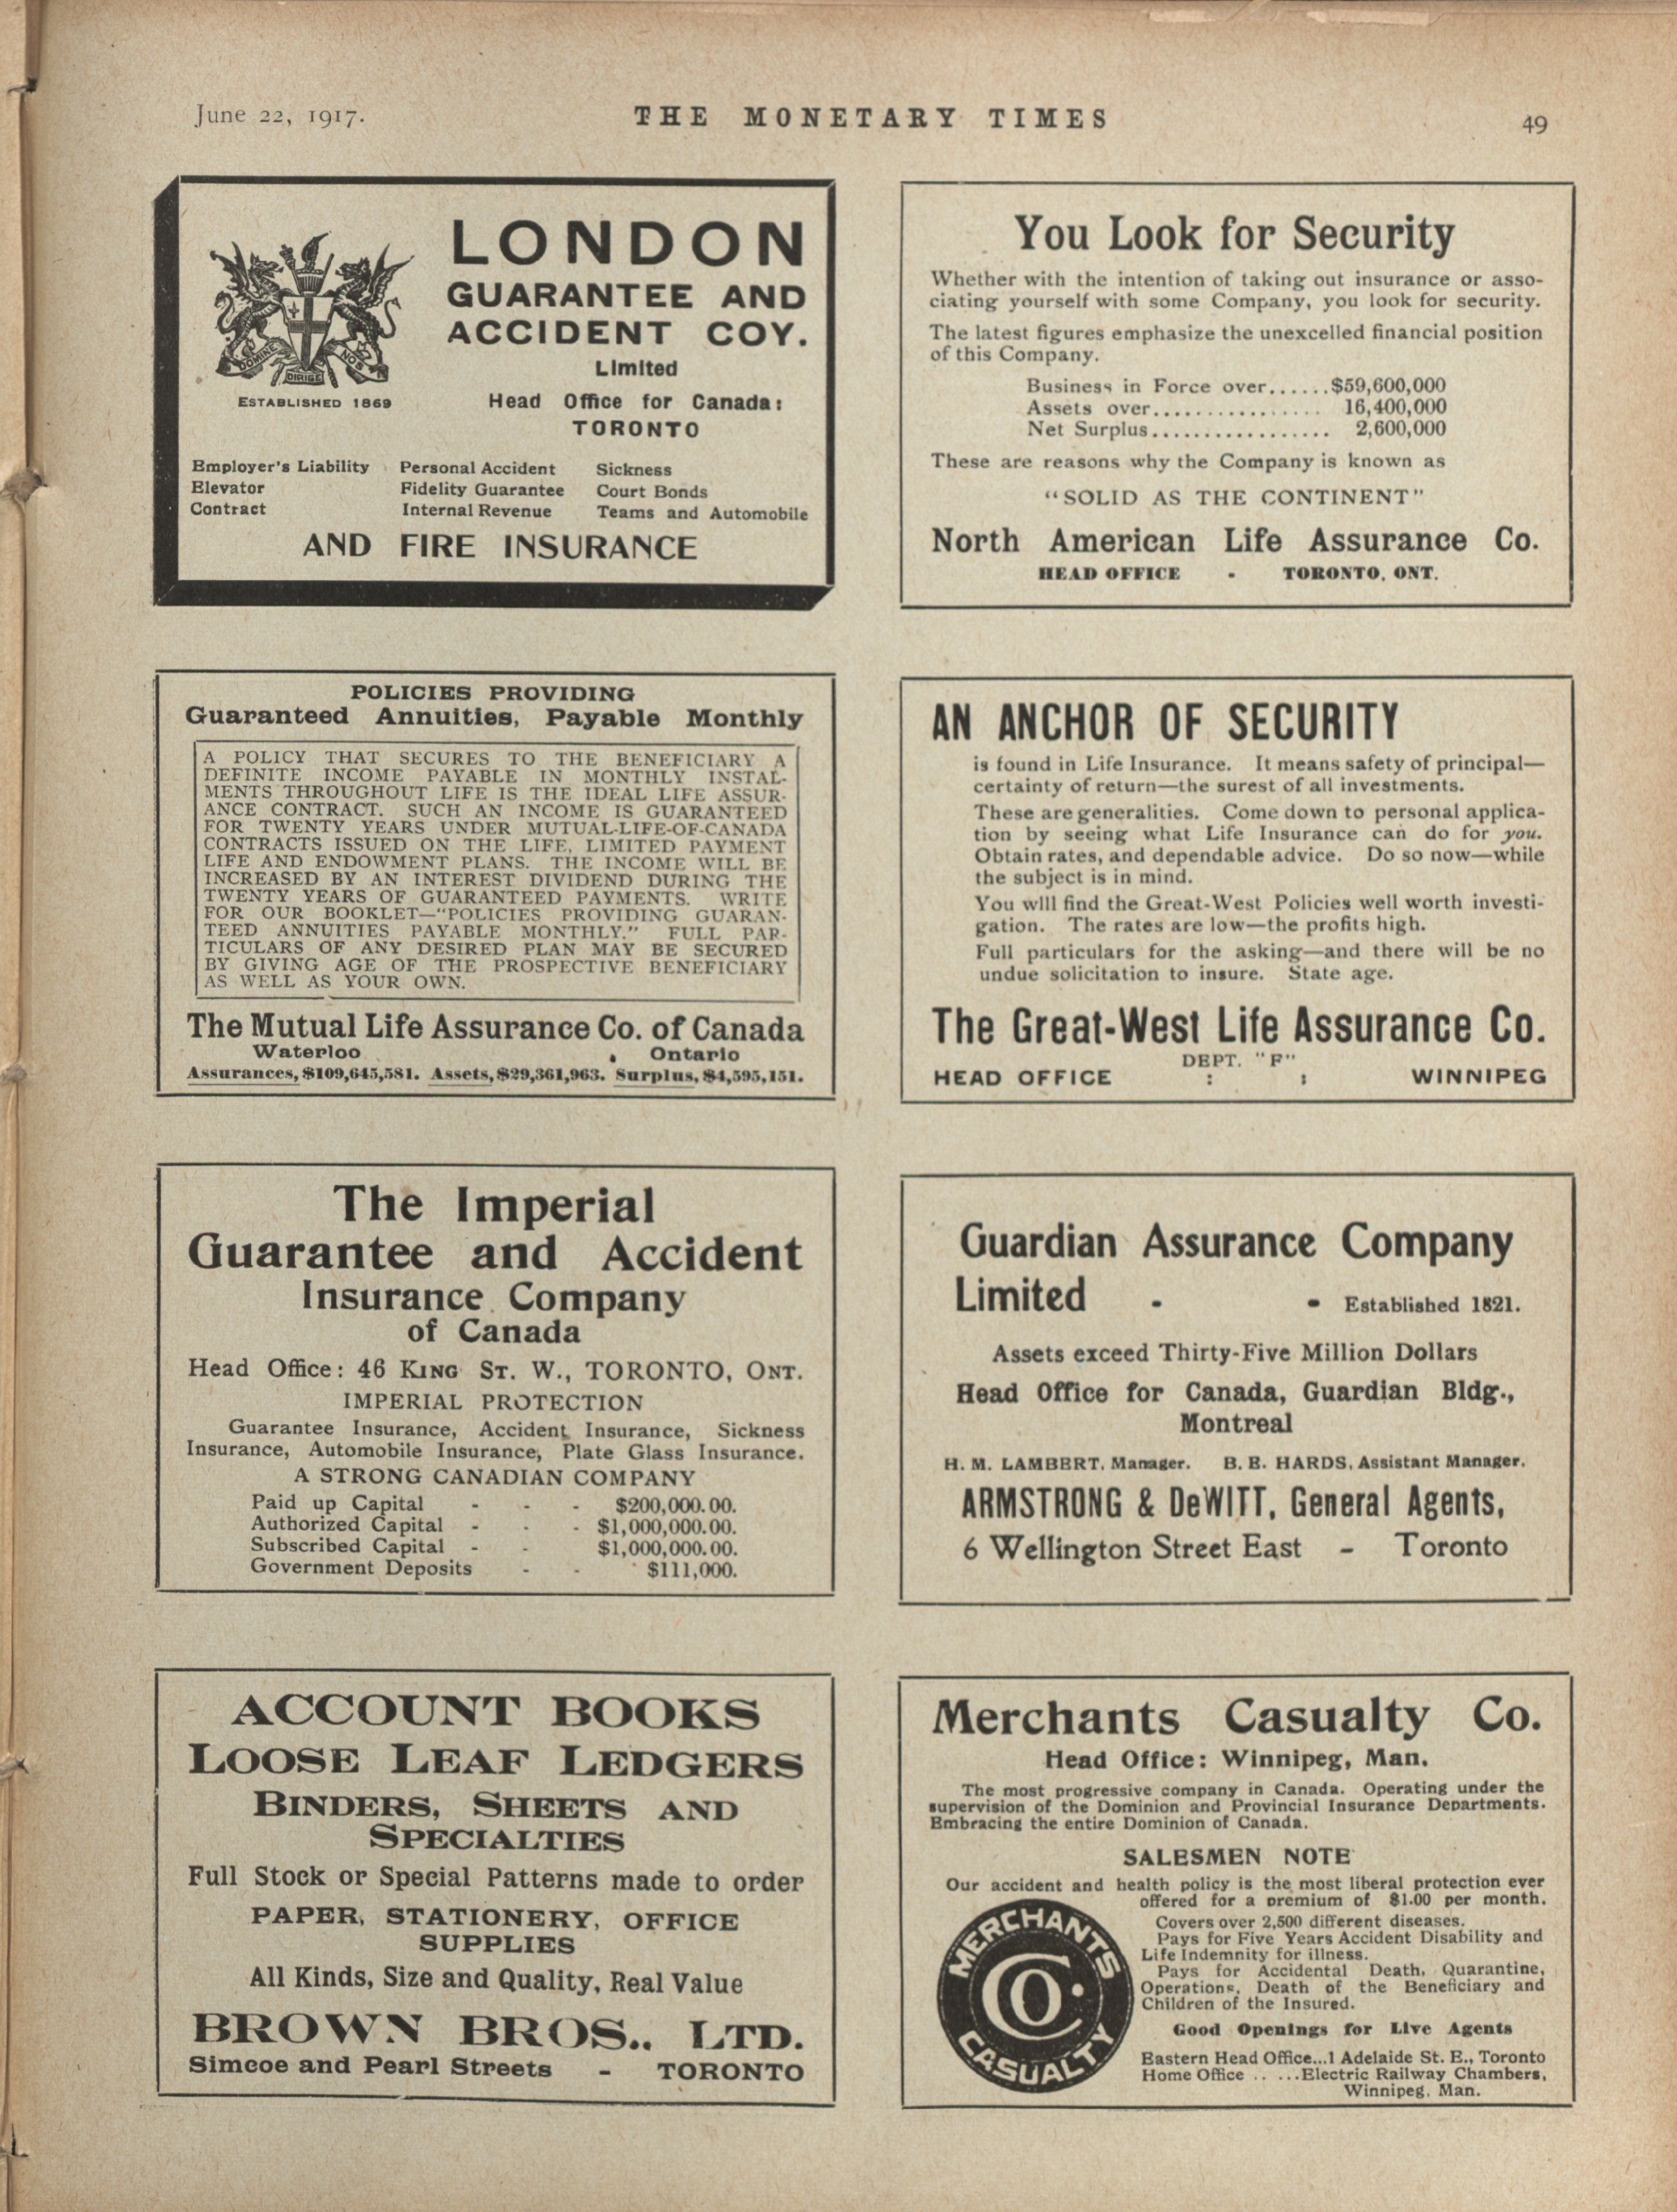 June 22, 1917.
THE MONETARY TIMES
49
LONDON
GUARANTEE AND
ACCIDENT COY.
Limited
DOMINE
DIRIGE
NOS
ESTABLISHED 1869
Head Office for Canada:
TORONTO
Employer's Liability Personal Accident Sickness
Elevator Fidelity Guarantee Court Bonds
Contract Internal Revenue Teams and Automobile
AND FIRE INSURANCE
You Look for Security
Whether with the intention of taking out insurance or asso-
ciating yourself with some Company, you look for security.
The latest figures emphasize the unexcelled financial position
of this Company.
Business in Force over......$59,600,000
Assets over................ 16,400,000
Net Surplus.................. 2,600,000
These are reasons why the Company is known as
"SOLID AS THE CONTINENT"
North American Life Assurance Co.
HEAD OFFICE - TORONTO, ONT.
POLICIES PROVIDING
Guaranteed Annuities, Payable Monthly
A POLICY THAT SECURES TO THE BENEFICIARY A
DEFINITE INCOME PAYABLE IN MONTHLY INSTAL-
MENTS THROUGHOUT LIFE IS THE IDEAL LIFE ASSUR-
ANCE CONTRACT. SUCH AN INCOME IS GUARANTEED
FOR TWENTY YEARS UNDER MUTUAL-LIFE-OF-CANADA
CONTRACTS ISSUED ON THE LIFE, LIMITED PAYMENT
LIFE AND ENDOWMENT PLANS. THE INCOME WILL BE
INCREASED BY AN INTEREST DIVIDEND DURING THE
TWENTY YEARS OF GUARANTEED PAYMENTS. WRITE
FOR OUR BOOKLET—"POLICIES PROVIDING GUARAN-
TEED ANNUITIES PAYABLE MONTHLY." FULL PAR-
TICULARS OF ANY DESIRED PLAN MAY BE SECURED
BY GIVING AGE OF THE PROSPECTIVE BENEFICIARY
AS WELL AS YOUR OWN.
The Mutual Life Assurance Co. of Canada
Waterloo . Ontario
Assurances, $109,645,581. Assets, $29,361,963. Surplus, $4,595,151.
AN ANCHOR OF SECURITY
is found in Life Insurance. It means safety of principal—
certainty of return—the surest of all investments.
These are generalities. Come down to personal applica-
tion by seeing what Life Insurance can do for you.
Obtain rates, and dependable advice. Do so now—while
the subject is in mind.
You will find the Great-West Policies well worth investi-
gation. The rates are low—the profits high.
Full particulars for the asking—and there will be no
undue solicitation to insure. State age.
The Great-West Life Assurance Co.
DEPT. "F"
HEAD OFFICE : : WINNIPEG
The Imperial
Guarantee and Accident
Insurance Company
of Canada
Head Office: 46 KING ST. W., TORONTO, ONT.
IMPERIAL PROTECTION
Guarantee Insurance, Accident Insurance, Sickness
Insurance, Automobile Insurance, Plate Glass Insurance.
A STRONG CANADIAN COMPANY
Paid up Capital - - - $200,000.00.
Authorized Capital - - - $1,000,000.00.
Subscribed Capital - - $1,000,000.00.
Government Deposits - - $111,000.
Guardian Assurance Company
Limited - - Established 1821.
Assets exceed Thirty-Five Million Dollars
Head Office for Canada, Guardian Bldg.,
Montreal
H. M. LAMBERT, Manager. B. E. HARDS, Assistant Manager.
ARMSTRONG & DeWITT, General Agents,
6 Wellington Street East - Toronto
ACCOUNT BOOKS
LOOSE LEAF LEDGERS
BINDERS, SHEETS AND
SPECIALTIES
Full Stock or Special Patterns made to order
PAPER, STATIONERY, OFFICE
SUPPLIES
All Kinds, Size and Quality, Real Value
BROWN BROS., LTD.
Simcoe and Pearl Streets - TORONTO
Merchants Casualty Co.
Head Office: Winnipeg, Man.
The most progressive company in Canada. Operating under the
supervision of the Dominion and Provincial Insurance Departments.
Embracing the entire Dominion of Canada.
SALESMEN NOTE
Our accident and health policy is the most liberal protection ever
offered for a premium of $1.00 per month.
Covers over 2,500 different diseases.
Pays for Five Years Accident Disability and
Life Indemnity for illness.
Pays for Accidental Death, Quarantine,
Operations, Death of the Beneficiary and
Children of the Insured.
Good Openings for Live Agents
Eastern Head Office...1 Adelaide St. E., Toronto
Home Office .. ...Electric Railway Chambers,
Winnipeg, Man.
MERCHANTS
CO.
CASUALTY